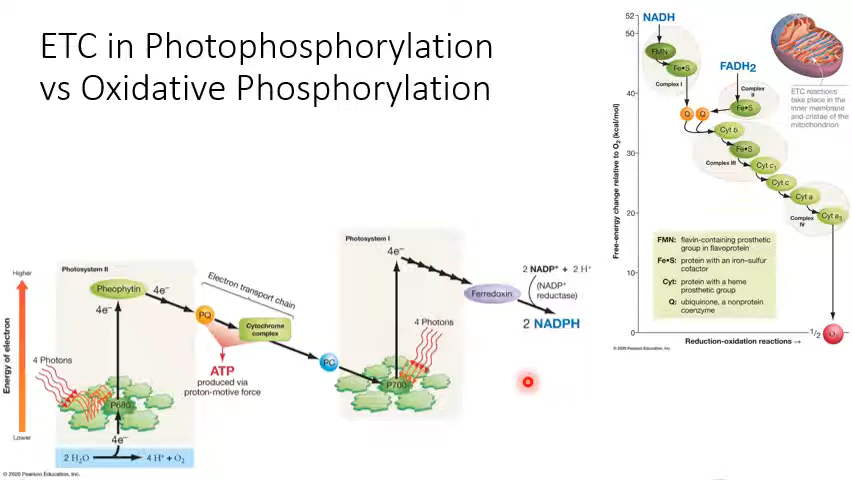 ETC in Photophosphorylation
vs Oxidative Phosphorylation
52
50
40
30
20
10
0
Free-energy change relative to O₂ (kcal/mol)
NADH
FMN
Fe•S
Complex I
FADH₂
Complex
II
Fe•S
Q
Q
Cyt b
Fe•S
Complex III
Cyt c₁
Cyt c
Cyt a
Complex
IV
Cyt a₃
ETC reactions
take place in the
inner membrane
and cristae of the
mitochondrion
FMN: flavin-containing prosthetic
group in flavoprotein
Fe•S: protein with an iron–sulfur
cofactor
Cyt: protein with a heme
prosthetic group
Q: ubiquinone, a nonprotein
coenzyme
Reduction-oxidation reactions →
1/2 O₂
© 2020 Pearson Education, Inc.
Higher
Energy of electron
Lower
Photosystem II
Pheophytin
4e⁻
4e⁻
4 Photons
P680
4e⁻
2 H₂O
4 H⁺ + O₂
Electron transport chain
PQ
Cytochrome
complex
ATP
produced via
proton-motive force
PC
Photosystem I
4e⁻
4 Photons
P700
Ferredoxin
2 NADP⁺ + 2 H⁺
(NADP⁺
reductase)
2 NADPH
© 2020 Pearson Education, Inc.